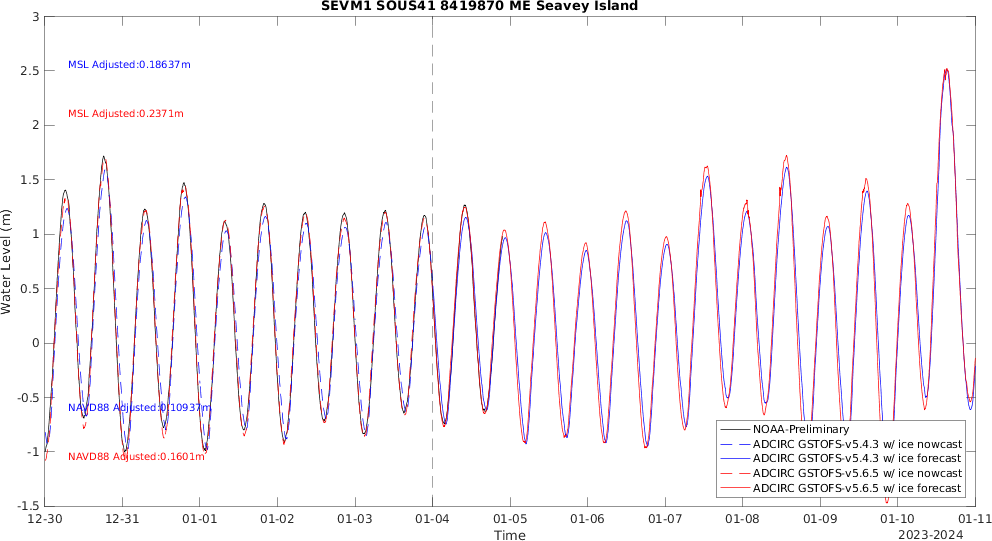 SEVM1 SOUS41 8419870 ME Seavey Island
3
2.5
2
1.5
1
0.5
0
-0.5
-1
-1.5
Water Level (m)
MSL Adjusted:0.18637m
MSL Adjusted:0.2371m
NAVD88 Adjusted:0.10937m
NAVD88 Adjusted:0.1601m
NOAA-Preliminary
ADCIRC GSTOFS-v5.4.3 w/ ice nowcast
ADCIRC GSTOFS-v5.4.3 w/ ice forecast
ADCIRC GSTOFS-v5.6.5 w/ ice nowcast
ADCIRC GSTOFS-v5.6.5 w/ ice forecast
12-30 12-31 01-01 01-02 01-03 01-04 01-05 01-06 01-07 01-08 01-09 01-10 01-11
Time
2023-2024